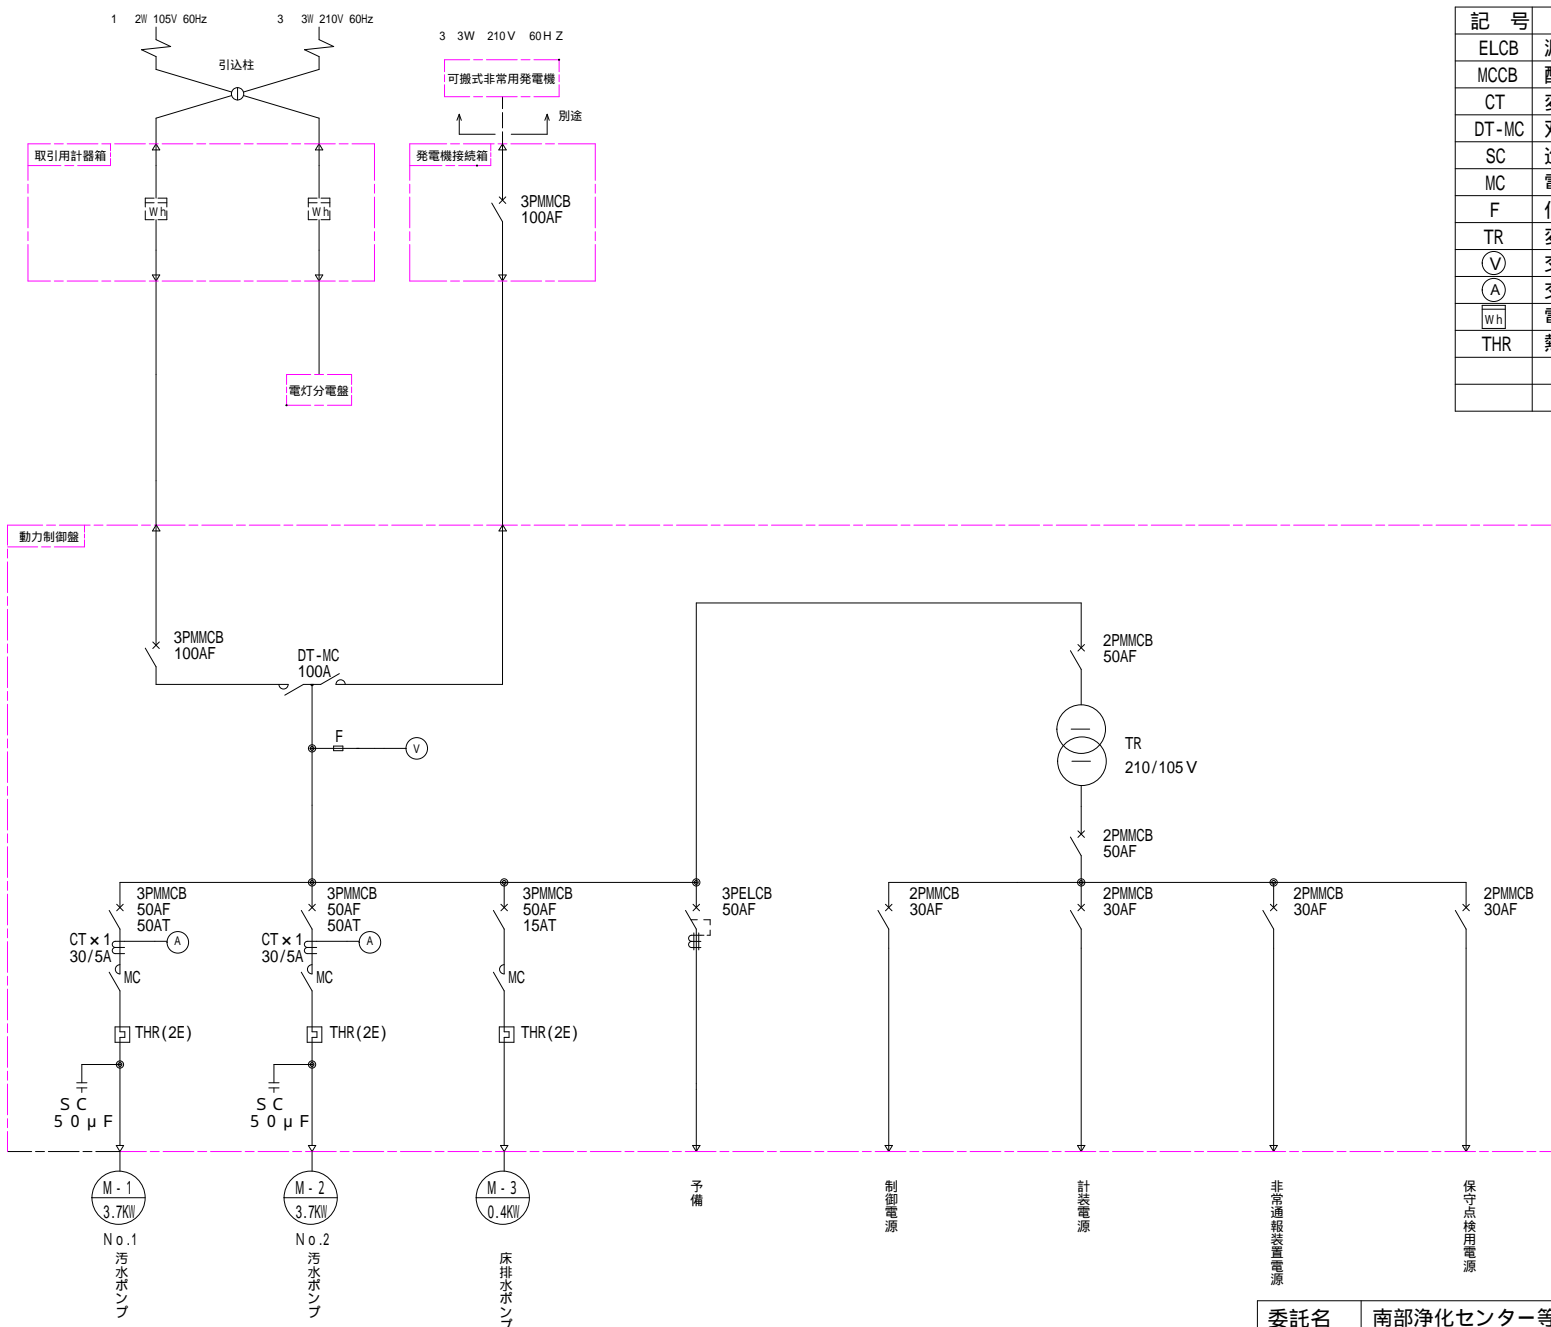 1 2W 105V 60Hz
3 3W 210V 60Hz
3 3W 210V 60HZ
引込柱
可搬式非常用発電機
別途
取引用計器箱
発電機接続箱
Wh
Wh
3PMMCB
100AF
電灯分電盤
記 号
ELCB
MCCB
CT
DT-MC
SC
MC
F
TR
V
A
Wh
THR
動力制御盤
3PMMCB
100AF
DT-MC
100A
F
V
2PMMCB
50AF
TR
210/105V
2PMMCB
50AF
3PMMCB
50AF
50AT
3PMMCB
50AF
50AT
3PMMCB
50AF
15AT
3PELCB
50AF
2PMMCB
30AF
2PMMCB
30AF
2PMMCB
30AF
2PMMCB
30AF
CT×1
30/5A
A
CT×1
30/5A
A
MC
MC
MC
THR(2E)
THR(2E)
THR(2E)
SC
50μF
SC
50μF
M-1
3.7KW
M-2
3.7KW
M-3
0.4KW
No.1
汚水ポンプ
No.2
汚水ポンプ
床排水ポンプ
予備
制御電源
計装電源
非常通報装置電源
保守点検用電源
委託名
南部浄化センター等